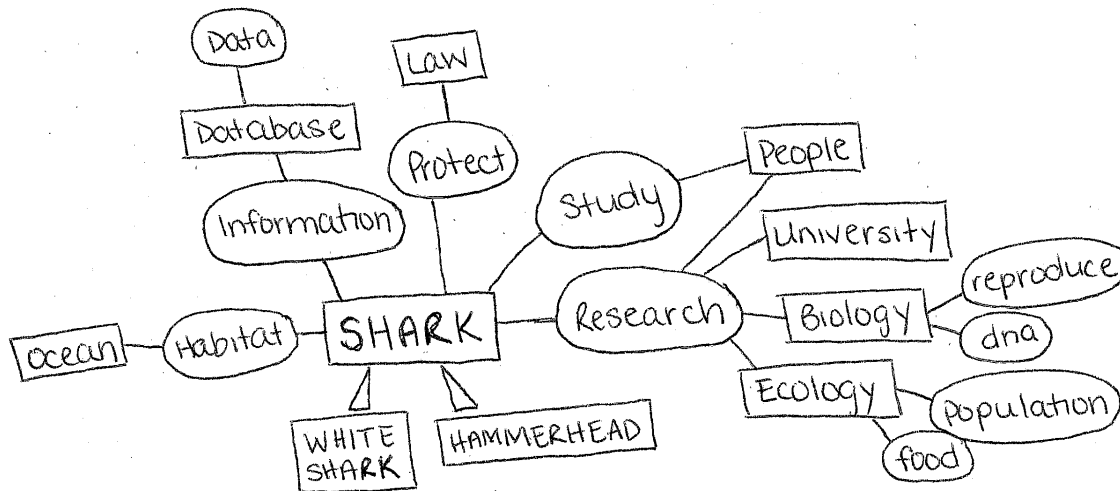 Data
Law
Database
Protect
People
Study
Information
University
reproduce
Research
Biology
SHARK
Habitat
ocean
dna
Ecology
population
WHITE
SHARK
HAMMERHEAD
food